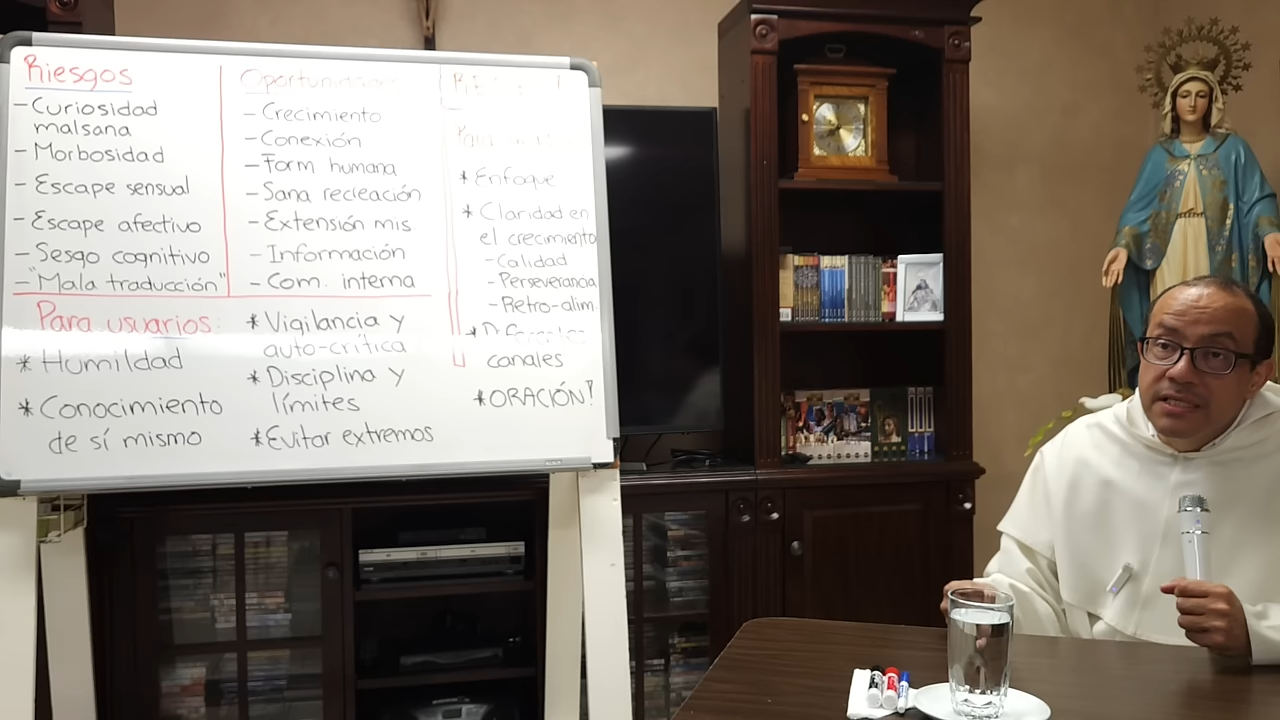 Riesgos
- Curiosidad
malsana
- Morbosidad
- Escape sensual
- Escape afectivo
- Sesgo cognitivo
- "Mala traducción"
Oportunidades
- Crecimiento
- Conexión
- Form humana
- Sana recreación
- Extensión mis
- Información
- Com. interna
Para usuarios:
* Humildad
* Conocimiento
de sí mismo
* Vigilancia y
auto-crítica
* Disciplina y
límites
* Evitar extremos
* Enfoque
* Claridad en
el crecimiento
- Calidad
- Perseverancia
- Retro-alim.
canales
* ORACIÓN!